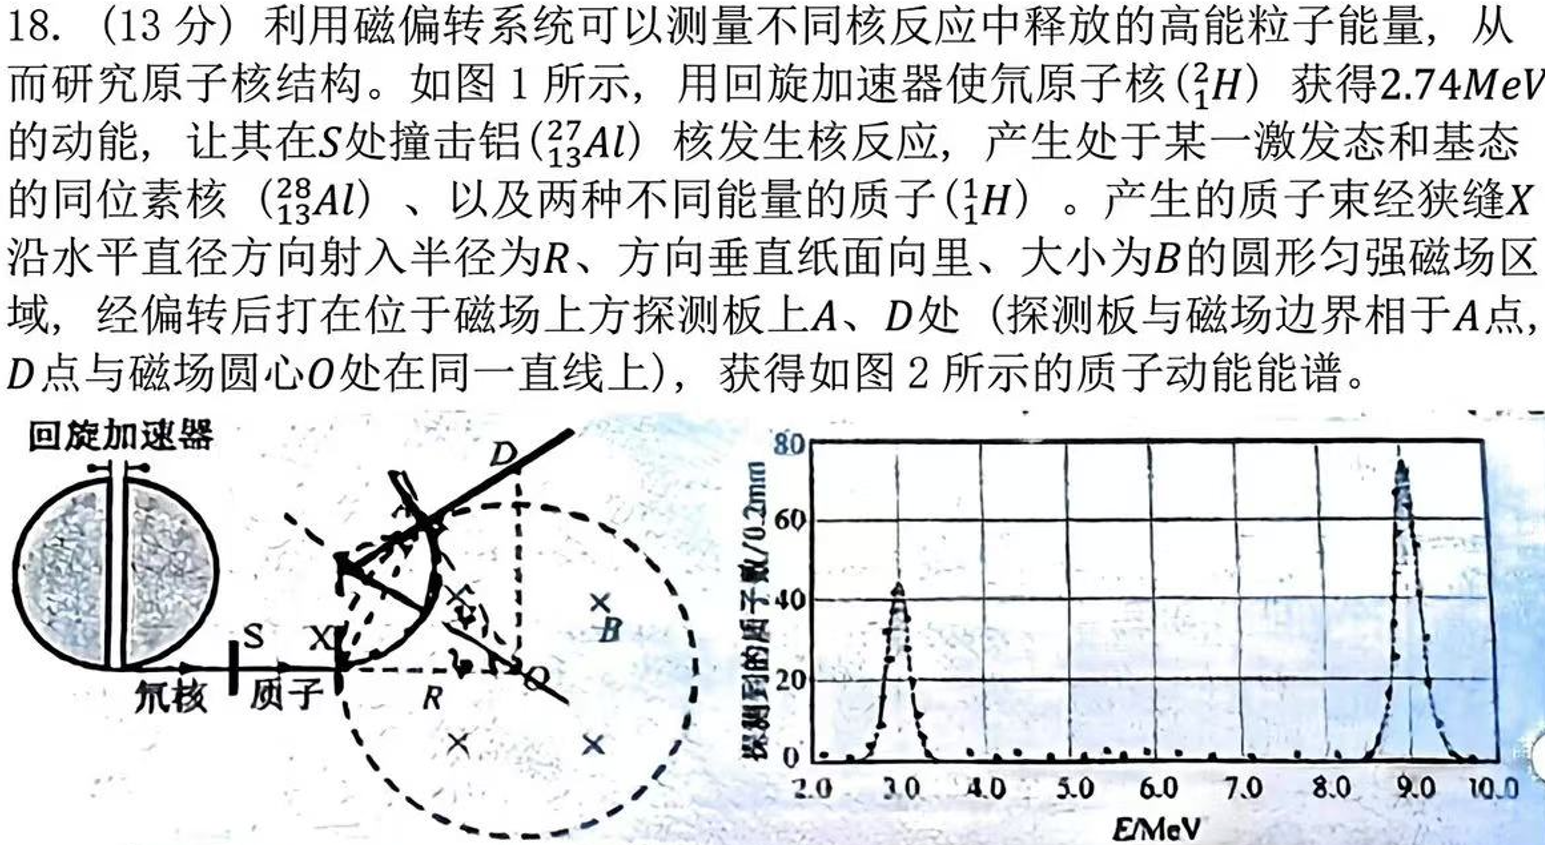 18. (13 分) 利用磁偏转系统可以测量不同核反应中释放的高能粒子能量, 从
而研究原子核结构。如图 1 所示, 用回旋加速器使氘原子核(²₁H) 获得2.74MeV
的动能, 让其在S处撞击铝(²⁷₁₃Al) 核发生核反应, 产生处于某一激发态和基态
的同位素核 (²⁸₁₃Al) 、以及两种不同能量的质子(¹₁H) 。产生的质子束经狭缝X
沿水平直径方向射入半径为R、方向垂直纸面向里、大小为B的圆形匀强磁场区
域, 经偏转后打在位于磁场上方探测板上A、D处 (探测板与磁场边界相于A点,
D点与磁场圆心O处在同一直线上), 获得如图 2 所示的质子动能能谱。
回旋加速器
D
A
S
X
B
O
R
氘核
质子
探测到的质子数/0.2mm
80
60
40
20
0
2.0 3.0 4.0 5.0 6.0 7.0 8.0 9.0 10.0
E/MeV